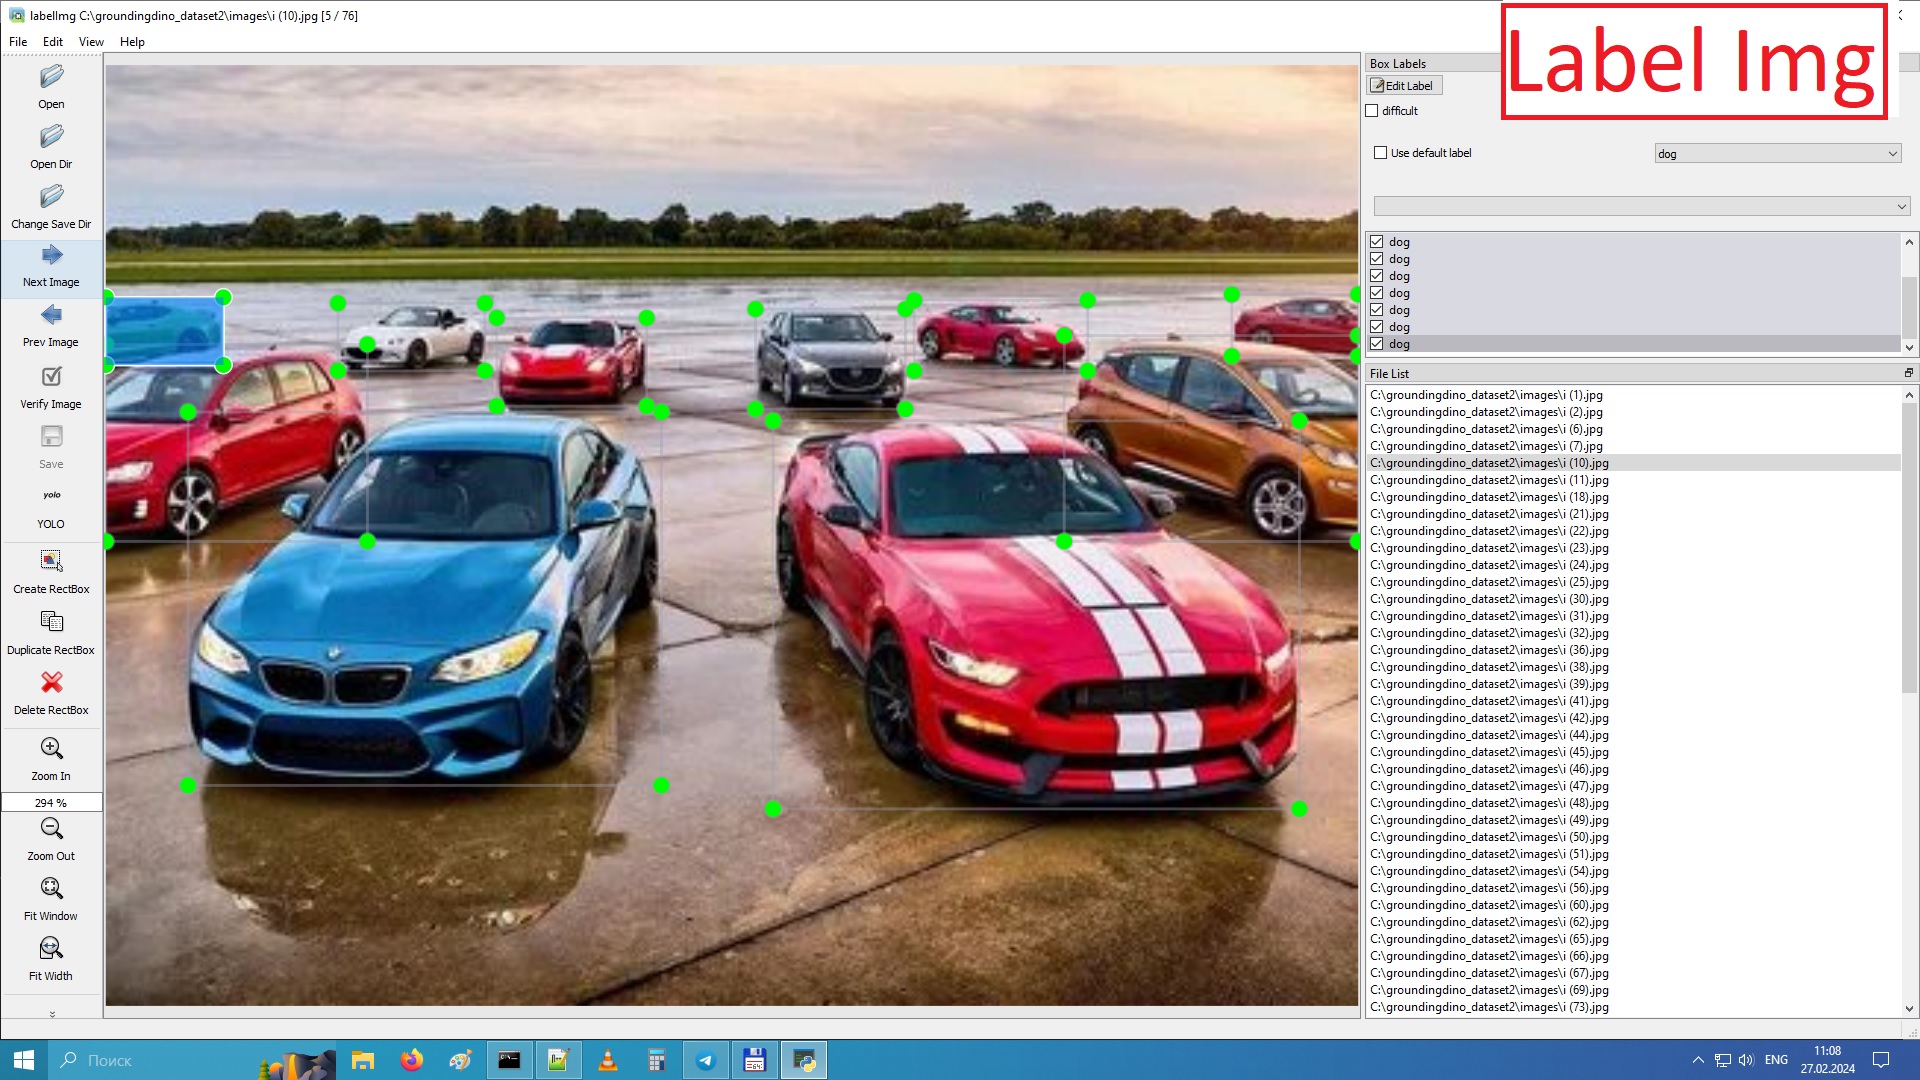 labelImg C:\groundingdino_dataset2\images\i (10).jpg [5 / 76]
Label Img
File Edit View Help
Open
Open Dir
Change Save Dir
Next Image
Prev Image
Verify Image
Save
yolo
YOLO
Create RectBox
Duplicate RectBox
Delete RectBox
Zoom In
294 %
Zoom Out
Fit Window
Fit Width
Box Labels
Edit Label
difficult
Use default label
dog
dog
dog
dog
dog
dog
dog
dog
File List
C:\groundingdino_dataset2\images\i (1).jpg
C:\groundingdino_dataset2\images\i (2).jpg
C:\groundingdino_dataset2\images\i (6).jpg
C:\groundingdino_dataset2\images\i (7).jpg
C:\groundingdino_dataset2\images\i (10).jpg
C:\groundingdino_dataset2\images\i (11).jpg
C:\groundingdino_dataset2\images\i (18).jpg
C:\groundingdino_dataset2\images\i (21).jpg
C:\groundingdino_dataset2\images\i (22).jpg
C:\groundingdino_dataset2\images\i (23).jpg
C:\groundingdino_dataset2\images\i (24).jpg
C:\groundingdino_dataset2\images\i (25).jpg
C:\groundingdino_dataset2\images\i (30).jpg
C:\groundingdino_dataset2\images\i (31).jpg
C:\groundingdino_dataset2\images\i (32).jpg
C:\groundingdino_dataset2\images\i (36).jpg
C:\groundingdino_dataset2\images\i (38).jpg
C:\groundingdino_dataset2\images\i (39).jpg
C:\groundingdino_dataset2\images\i (41).jpg
C:\groundingdino_dataset2\images\i (42).jpg
C:\groundingdino_dataset2\images\i (44).jpg
C:\groundingdino_dataset2\images\i (45).jpg
C:\groundingdino_dataset2\images\i (46).jpg
C:\groundingdino_dataset2\images\i (47).jpg
C:\groundingdino_dataset2\images\i (48).jpg
C:\groundingdino_dataset2\images\i (49).jpg
C:\groundingdino_dataset2\images\i (50).jpg
C:\groundingdino_dataset2\images\i (51).jpg
C:\groundingdino_dataset2\images\i (54).jpg
C:\groundingdino_dataset2\images\i (56).jpg
C:\groundingdino_dataset2\images\i (60).jpg
C:\groundingdino_dataset2\images\i (62).jpg
C:\groundingdino_dataset2\images\i (65).jpg
C:\groundingdino_dataset2\images\i (66).jpg
C:\groundingdino_dataset2\images\i (67).jpg
C:\groundingdino_dataset2\images\i (69).jpg
C:\groundingdino_dataset2\images\i (73).jpg
Поиск
ENG
11:08
27.02.2024